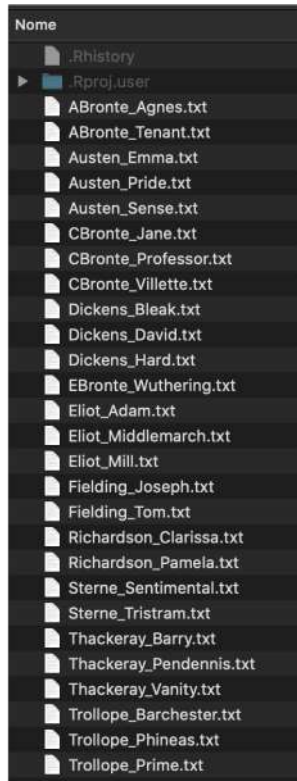 Nome
.Rhistory
.Rproj.user
ABronte_Agnes.txt
ABronte_Tenant.txt
Austen_Emma.txt
Austen_Pride.txt
Austen_Sense.txt
CBronte_Jane.txt
CBronte_Professor.txt
CBronte_Villette.txt
Dickens_Bleak.txt
Dickens_David.txt
Dickens_Hard.txt
EBronte_Wuthering.txt
Eliot_Adam.txt
Eliot_Middlemarch.txt
Eliot_Mill.txt
Fielding_Joseph.txt
Fielding_Tom.txt
Richardson_Clarissa.txt
Richardson_Pamela.txt
Sterne_Sentimental.txt
Sterne_Tristram.txt
Thackeray_Barry.txt
Thackeray_Pendennis.txt
Thackeray_Vanity.txt
Trollope_Barchester.txt
Trollope_Phineas.txt
Trollope_Prime.txt